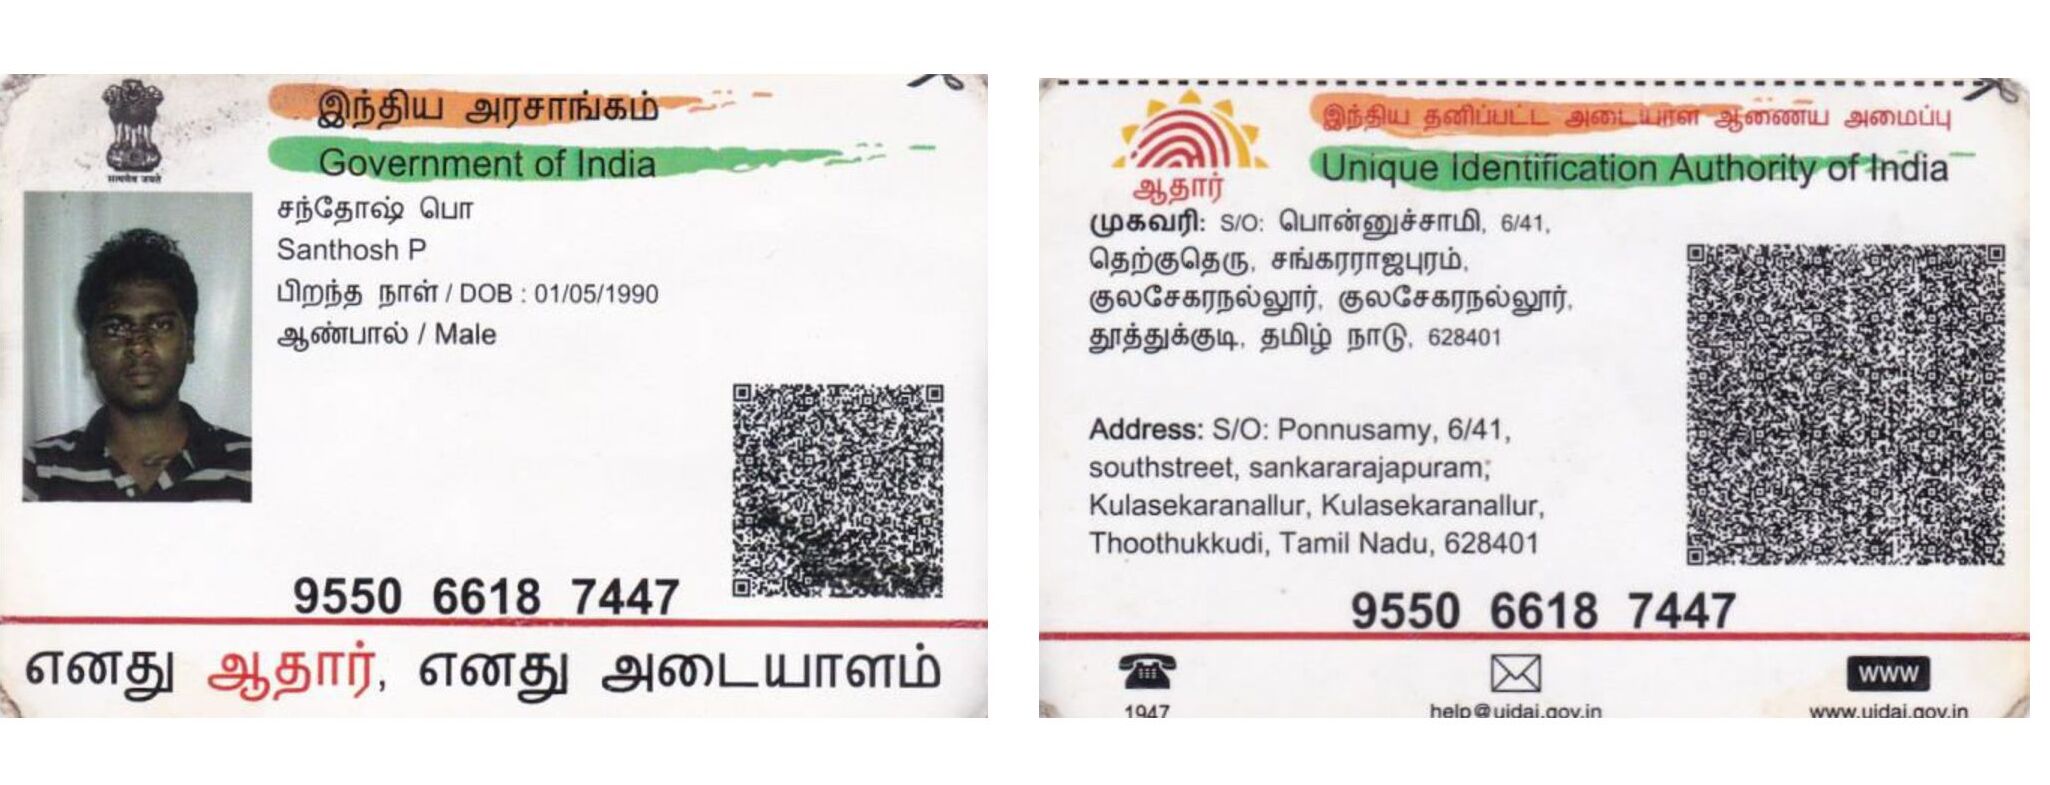 இந்திய அரசாங்கம்
Government of India
सत्यमेव जयते
சந்தோஷ் பொ
Santhosh P
பிறந்த நாள் / DOB : 01/05/1990
ஆண்பால் / Male
9550 6618 7447
எனது ஆதார், எனது அடையாளம்
இந்திய தனிப்பட்ட அடையாள ஆணைய அமைப்பு
Unique Identification Authority of India
ஆதார்
முகவரி: S/O: பொன்னுச்சாமி, 6/41,
தெற்குதெரு, சங்கரராஜபுரம்,
குலசேகரநல்லூர், குலசேகரநல்லூர்,
தூத்துக்குடி, தமிழ் நாடு, 628401
Address: S/O: Ponnusamy, 6/41,
southstreet, sankararajapuram;
Kulasekaranallur, Kulasekaranallur,
Thoothukkudi, Tamil Nadu, 628401
9550 6618 7447
WWW
1947
help@uidai.gov.in
www.uidai.gov.in